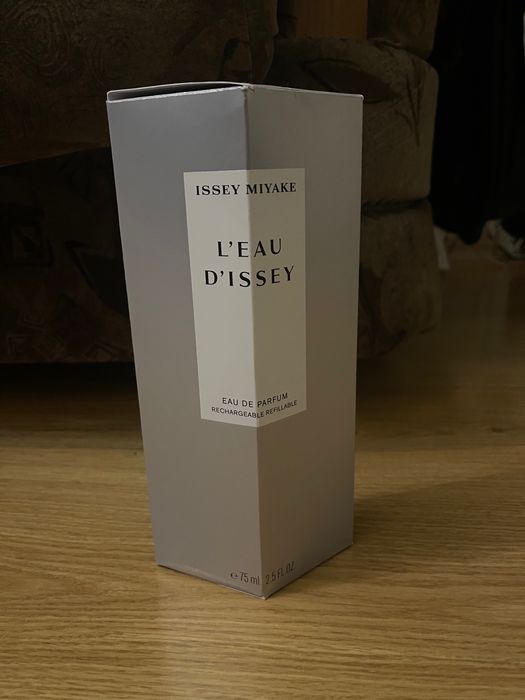 ISSEY MIYAKE
L'EAU
D'ISSEY
EAU DE PARFUM
RECHARGEABLE REFILLABLE
℮ 75 ml 2.5 FL.OZ.